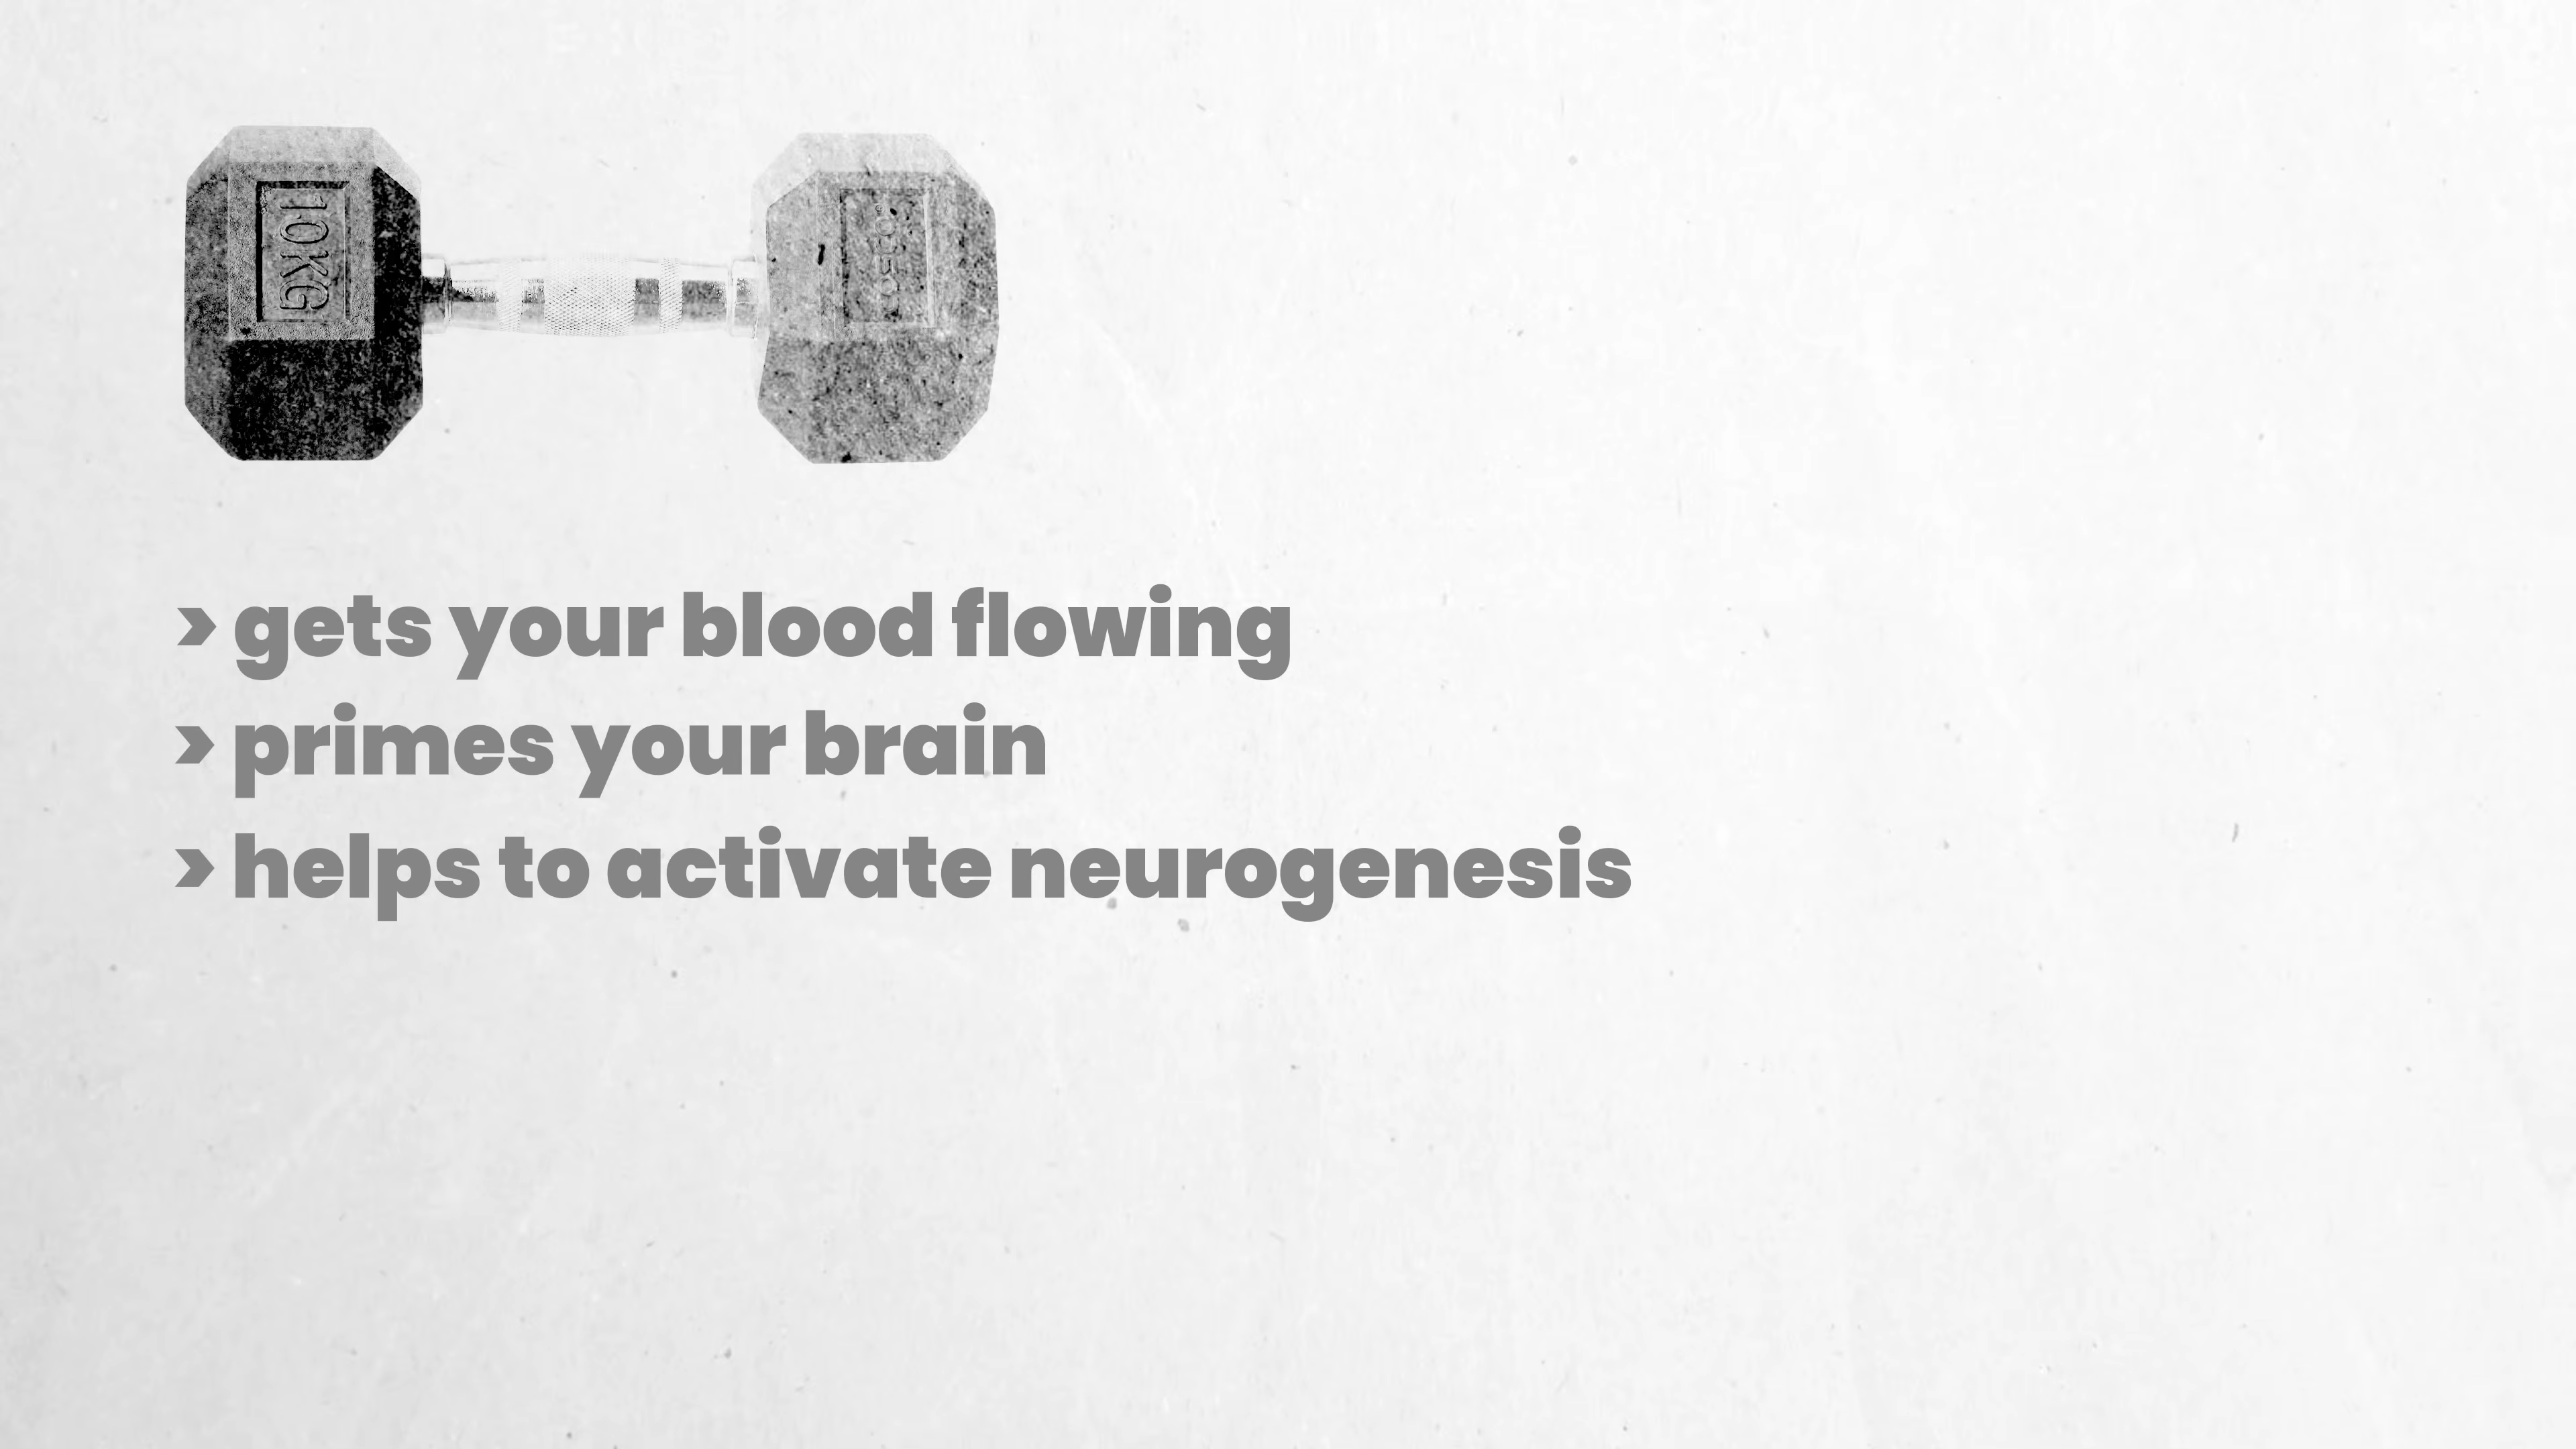 10KG
> gets your blood flowing
> primes your brain
> helps to activate neurogenesis